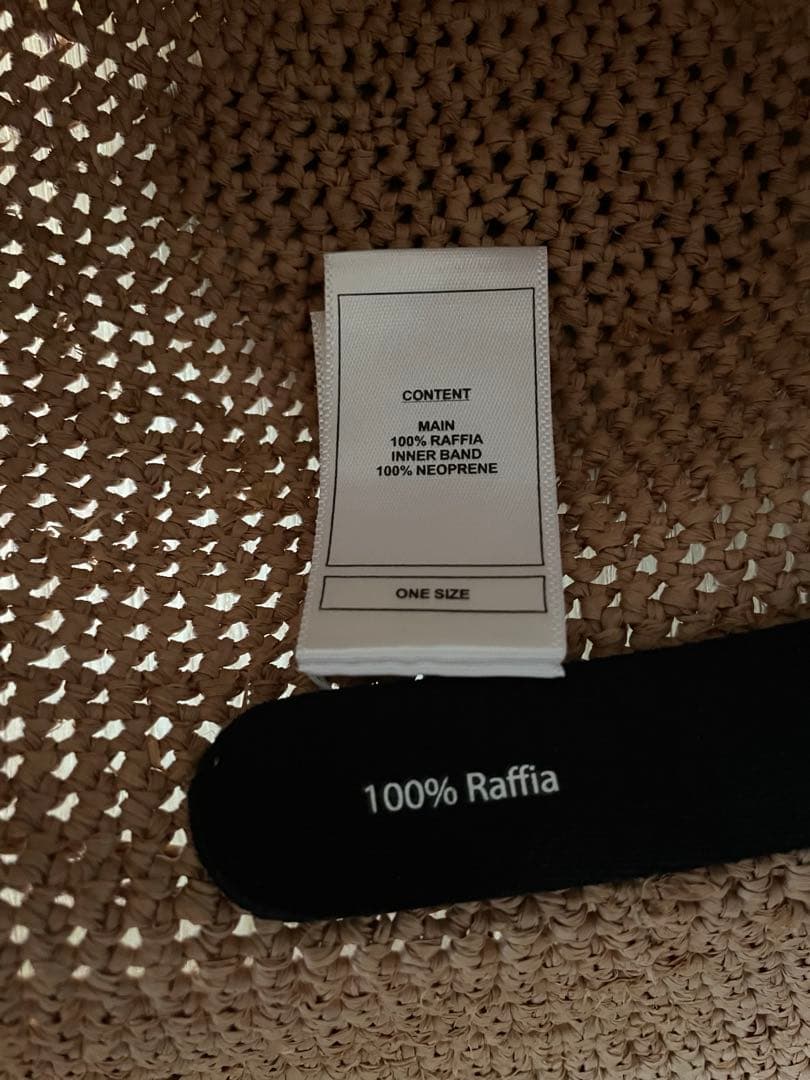 CONTENT
MAIN
100% RAFFIA
INNER BAND
100% NEOPRENE
ONE SIZE
100% Raffia